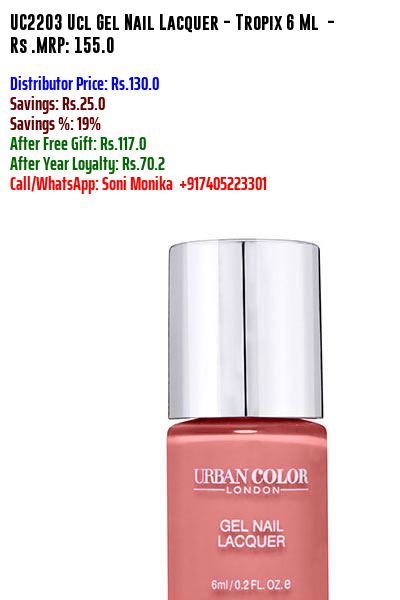 UC2203 Ucl Gel Nail Lacquer - Tropix 6 Ml -
Rs .MRP: 155.0
Distributor Price: Rs.130.0
Savings: Rs.25.0
Savings %: 19%
After Free Gift: Rs.117.0
After Year Loyalty: Rs.70.2
Call/WhatsApp: Soni Monika +917405223301
URBAN COLOR
LONDON
GEL NAIL
LACQUER
6ml/0.2 FL. OZ. e